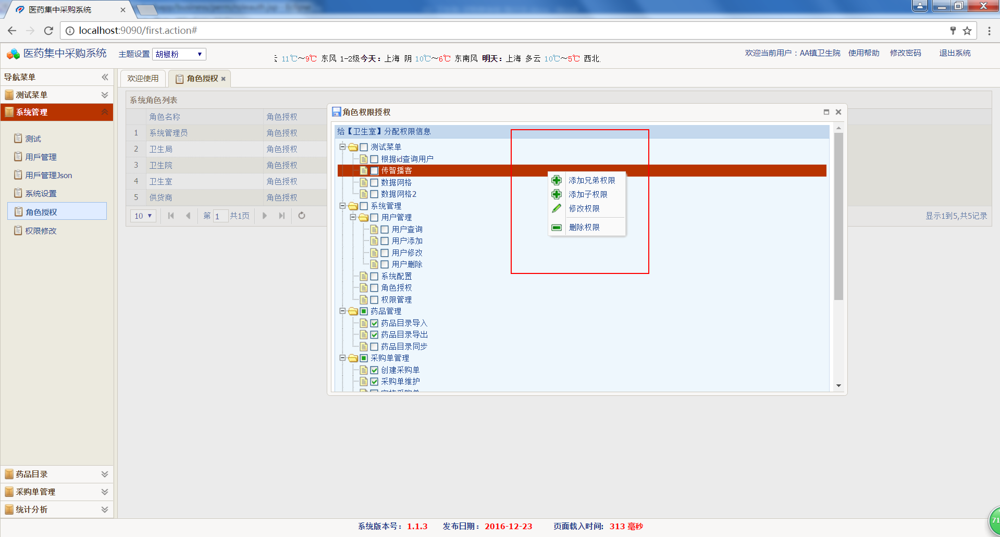 医药集中采购系统
localhost:9090/first.action#
医药集中采购系统 主题设置 胡椒粉 11℃～9℃ 东风 1-2级今天：上海 阴 10℃～6℃ 东南风 明天：上海 多云 10℃～5℃ 西北 欢迎当前用户：AA镇卫生院 使用帮助 修改密码 退出系统
导航菜单
测试菜单
系统管理
测试
用戶管理
用戶管理Json
系统设置
角色授权
权限修改
药品目录
采购单管理
统计分析
欢迎使用 角色授权
系统角色列表
角色名称 角色授权
1 系统管理员 角色授权
2 卫生局 角色授权
3 卫生院 角色授权
4 卫生室 角色授权
5 供货商 角色授权
10 第 1 共1页 显示1到5,共5记录
角色权限授权
给【卫生室】分配权限信息
测试菜单
根据id查询用户
传智播客
数据网格
数据网格2
系统管理
用户管理
用户查询
用户添加
用户修改
用户删除
系统配置
角色授权
权限管理
药品管理
药品目录导入
药品目录导出
药品目录同步
采购单管理
创建采购单
采购单维护
添加兄弟权限
添加子权限
修改权限
删除权限
系统版本号：1.1.3 发布日期：2016-12-23 页面载入时间: 313 毫秒
71